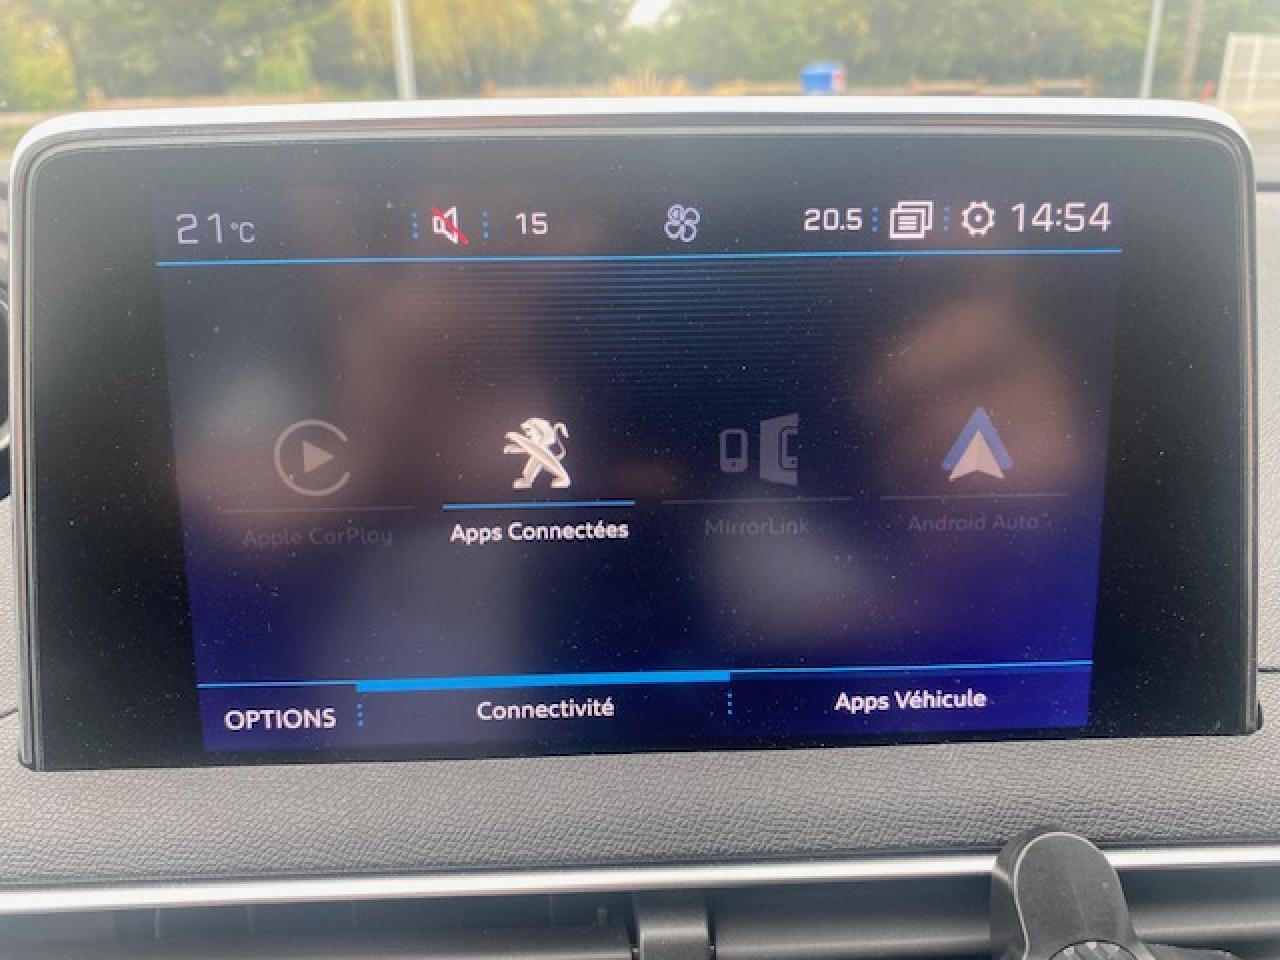 21°C 15 20.5 14:54
Apple CarPlay Apps Connectées MirrorLink Android Auto
OPTIONS Connectivité Apps Véhicule